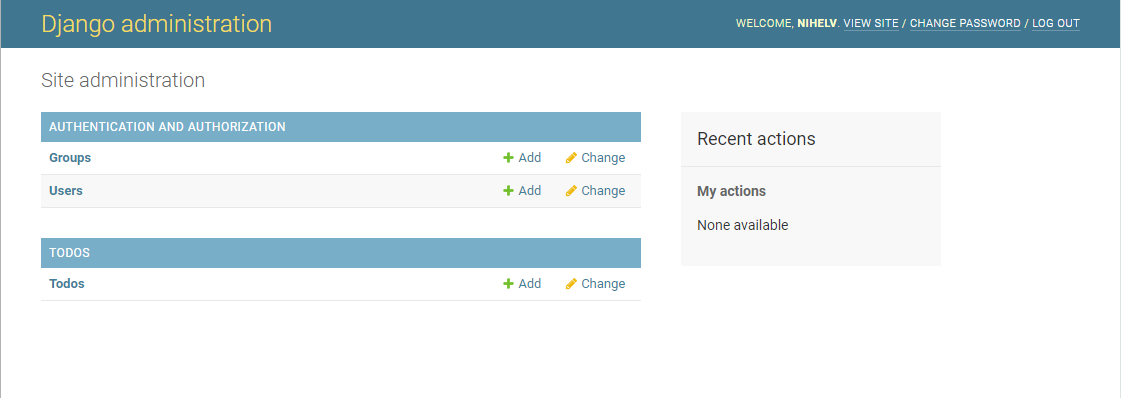 Django administration
WELCOME, NIHELV. VIEW SITE / CHANGE PASSWORD / LOG OUT
Site administration
AUTHENTICATION AND AUTHORIZATION
Groups Add Change
Users Add Change
TODOS
Todos Add Change
Recent actions
My actions
None available